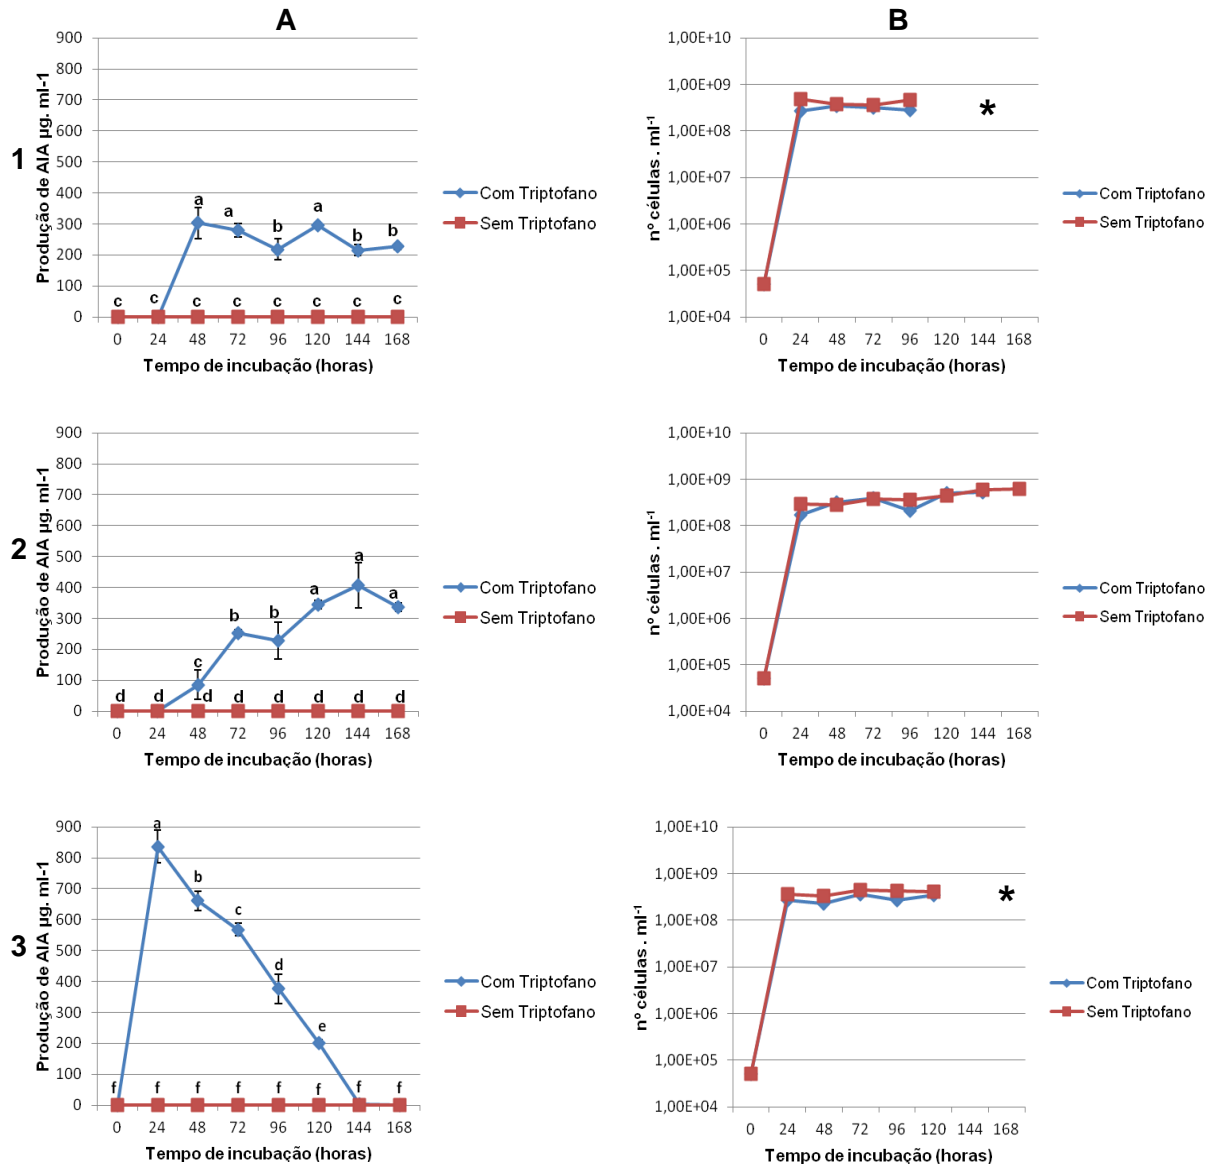 A
B
1
900
800
700
600
500
400
300
200
100
0
Produção de AIA µg. ml-1
a
a
b
a
b
b
c
c
c
c
c
c
c
c
0 24 48 72 96 120 144 168
Tempo de incubação (horas)
Com Triptofano
Sem Triptofano
1,00E+10
1,00E+09
1,00E+08
1,00E+07
1,00E+06
1,00E+05
1,00E+04
nº células . ml⁻¹
*
0 24 48 72 96 120 144 168
Tempo de incubação (horas)
Com Triptofano
Sem Triptofano
2
900
800
700
600
500
400
300
200
100
0
Produção de AIA µg. ml-1
c
b
b
a
a
a
d
d
d
d
d
d
d
d
0 24 48 72 96 120 144 168
Tempo de incubação (horas)
Com Triptofano
Sem Triptofano
1,00E+10
1,00E+09
1,00E+08
1,00E+07
1,00E+06
1,00E+05
1,00E+04
nº células . ml⁻¹
0 24 48 72 96 120 144 168
Tempo de incubação (horas)
Com Triptofano
Sem Triptofano
3
900
800
700
600
500
400
300
200
100
0
Produção de AIA µg. ml-1
a
b
c
d
e
f
f
f
f
f
f
f
f
0 24 48 72 96 120 144 168
Tempo de incubação (horas)
Com Triptofano
Sem Triptofano
1,00E+10
1,00E+09
1,00E+08
1,00E+07
1,00E+06
1,00E+05
1,00E+04
nº células . ml⁻¹
*
0 24 48 72 96 120 144 168
Tempo de incubação (horas)
Com Triptofano
Sem Triptofano